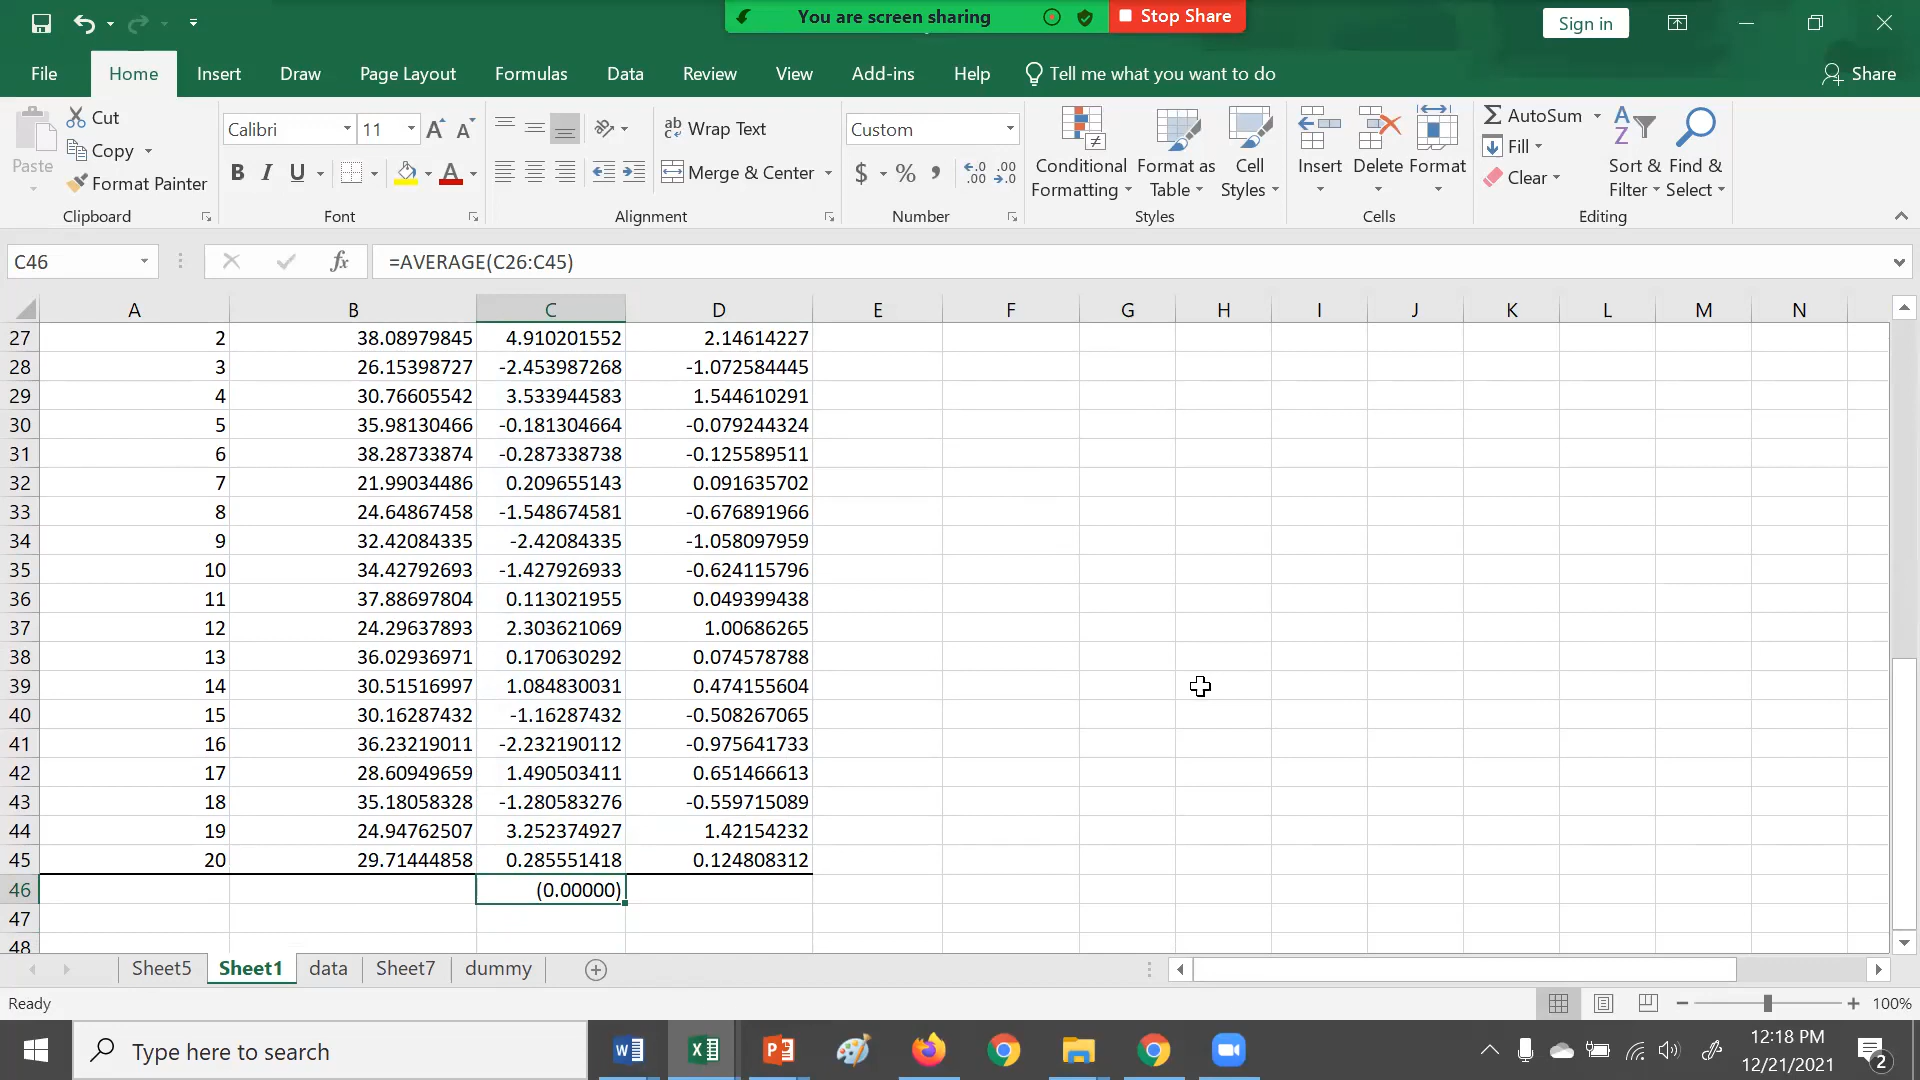 You are screen sharing
Stop Share
Sign in
File Home Insert Draw Page Layout Formulas Data Review View Add-ins Help Tell me what you want to do Share
Paste
Cut
Copy
Format Painter
Clipboard
Calibri 11
B I U
Font
Wrap Text
Merge & Center
Alignment
Custom
$ % ,
Number
Conditional Formatting
Format as Table
Cell Styles
Styles
Insert Delete Format
Cells
AutoSum
Fill
Clear
Sort & Filter
Find & Select
Editing
C46 fx =AVERAGE(C26:C45)
A B C D E F G H I J K L M N
27 2 38.08979845 4.910201552 2.14614227
28 3 26.15398727 -2.453987268 -1.072584445
29 4 30.76605542 3.533944583 1.544610291
30 5 35.98130466 -0.181304664 -0.079244324
31 6 38.28733874 -0.287338738 -0.125589511
32 7 21.99034486 0.209655143 0.091635702
33 8 24.64867458 -1.548674581 -0.676891966
34 9 32.42084335 -2.42084335 -1.058097959
35 10 34.42792693 -1.427926933 -0.624115796
36 11 37.88697804 0.113021955 0.049399438
37 12 24.29637893 2.303621069 1.00686265
38 13 36.02936971 0.170630292 0.074578788
39 14 30.51516997 1.084830031 0.474155604
40 15 30.16287432 -1.16287432 -0.508267065
41 16 36.23219011 -2.232190112 -0.975641733
42 17 28.60949659 1.490503411 0.651466613
43 18 35.18058328 -1.280583276 -0.559715089
44 19 24.94762507 3.252374927 1.42154232
45 20 29.71444858 0.285551418 0.124808312
46 (0.00000)
47
48
Sheet5 Sheet1 data Sheet7 dummy
Ready
100%
Type here to search
12:18 PM
12/21/2021
2